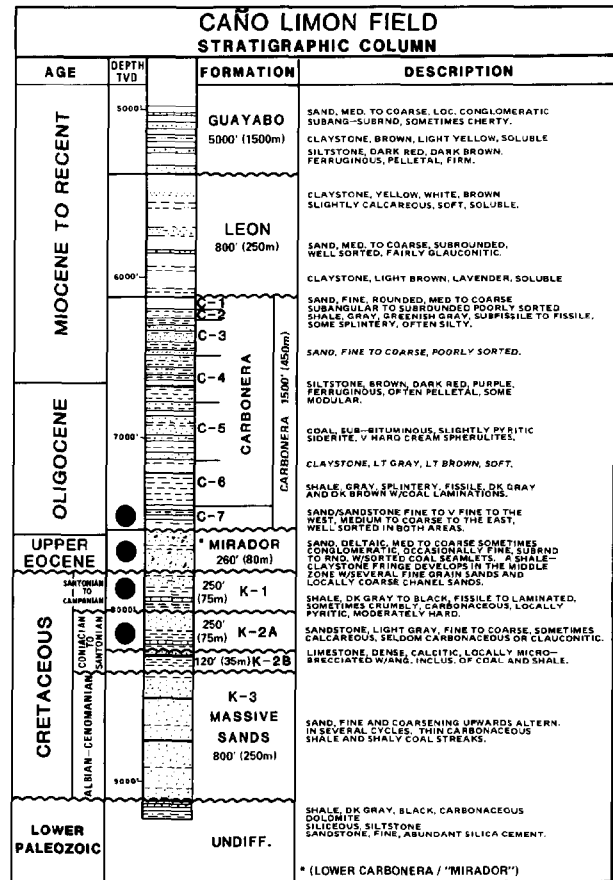 CAÑO LIMON FIELD
STRATIGRAPHIC COLUMN
AGE
DEPTH
TVD
FORMATION
DESCRIPTION
MIOCENE TO RECENT
5000'
GUAYABO
5000' (1500m)
SAND, MED. TO COARSE, LOC. CONGLOMERATIC
SUBANG-SUBRND, SOMETIMES CHERTY.
CLAYSTONE, BROWN, LIGHT YELLOW, SOLUBLE
SILTSTONE, DARK RED, DARK BROWN.
FERRUGINOUS, PELLETAL, FIRM.
LEON
800' (250m)
CLAYSTONE, YELLOW, WHITE, BROWN
SLIGHTLY CALCAREOUS, SOFT, SOLUBLE.
SAND, MED. TO COARSE, SUBROUNDED,
WELL SORTED, FAIRLY GLAUCONITIC.
6000'
CLAYSTONE, LIGHT BROWN, LAVENDER, SOLUBLE
C-1
C-2
C-3
C-4
C-5
C-6
C-7
CARBONERA
CARBONERA 1500' (450m)
SAND, FINE, ROUNDED, MED TO COARSE
SUBANGULAR TO SUBROUNDED POORLY SORTED
SHALE, GRAY, GREENISH GRAY, SUBFISSILE TO FISSILE,
SOME SPLINTERY, OFTEN SILTY.
SAND, FINE TO COARSE, POORLY SORTED.
OLIGOCENE
SILTSTONE, BROWN, DARK RED, PURPLE,
FERRUGINOUS, OFTEN PELLETAL, SOME
MODULAR.
7000'
COAL, SUB-BITUMINOUS, SLIGHTLY PYRITIC
SIDERITE, V HARD CREAM SPHERULITES,
CLAYSTONE, LT GRAY, LT BROWN, SOFT.
SHALE, GRAY, SPLINTERY, FISSILE, DK GRAY
AND DK BROWN W/COAL LAMINATIONS.
SAND/SANDSTONE FINE TO V FINE TO THE
WEST, MEDIUM TO COARSE TO THE EAST,
WELL SORTED IN BOTH AREAS.
UPPER
EOCENE
* MIRADOR
260' (80m)
SAND, DELTAIC, MED TO COARSE SOMETIMES
CONGLOMERATIC, OCCASIONALLY FINE, SUBRND
TO RND, W/SORTED COAL SEAMLETS. A SHALE-
CLAYSTONE FRINGE DEVELOPS IN THE MIDDLE
ZONE W/SEVERAL FINE GRAIN SANDS AND
LOCALLY COARSE CHANEL SANDS.
CRETACEOUS
SANTONIAN
TO
CAMPANIAN
250'
(75m)
K-1
8000'
SHALE, DK GRAY TO BLACK, FISSILE TO LAMINATED,
SOMETIMES CRUMBLY, CARBONACEOUS, LOCALLY
PYRITIC, MODERATELY HARD.
CONIACIAN
TO
SANTONIAN
250'
(75m)
K-2A
SANDSTONE, LIGHT GRAY, FINE TO COARSE, SOMETIMES
CALCAREOUS, SELDOM CARBONACEOUS OR CLAUCONITIC.
120' (35m) K-2B
LIMESTONE, DENSE, CALCITIC, LOCALLY MICRO-
BRECCIATED W/ANG. INCLUS. OF COAL AND SHALE.
ALBIAN-CENOMANIAN
K-3
MASSIVE
SANDS
800' (250m)
SAND, FINE AND COARSENING UPWARDS ALTERN.
IN SEVERAL CYCLES. THIN CARBONACEOUS
SHALE AND SHALY COAL STREAKS.
9000'
LOWER
PALEOZOIC
UNDIFF.
SHALE, DK GRAY, BLACK, CARBONACEOUS
DOLOMITE
SILICEOUS, SILTSTONE
SANDSTONE, FINE, ABUNDANT SILICA CEMENT.
* (LOWER CARBONERA / "MIRADOR")